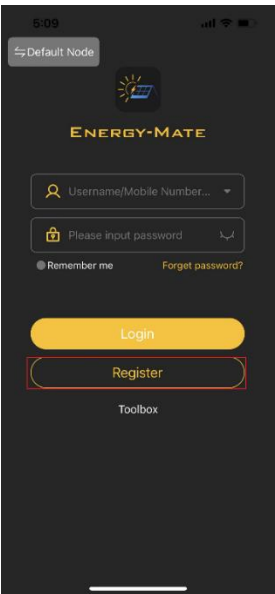 5:09
Default Node
ENERGY-MATE
Username/Mobile Number...
Please input password
Remember me
Forget password?
Login
Register
Toolbox